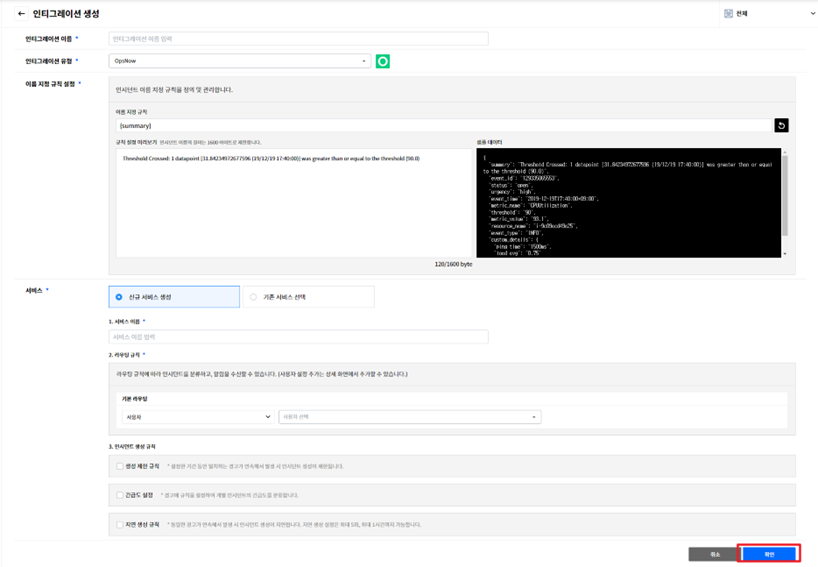 ← 인티그레이션 생성
전체
인티그레이션 이름 *
인티그레이션 이름 입력
인티그레이션 유형 *
OpsNow
이름 지정 규칙 설정 *
인시던트 이름 지정 규칙을 정의 및 관리합니다.
이름 지정 규칙
{summary}
규칙 설정 미리보기 인시던트 이름의 길이는 1600 바이트로 제한합니다.
샘플 데이터
Threshold Crossed: 1 datapoint [31.84234972677596 (19/12/19 17:40:00)] was greater than or equal to the threshold (90.0)
{
"summary": "Threshold Crossed: 1 datapoint [31.84234972677596 (19/12/19 17:40:00)] was greater than or equal
to the threshold (90.0)",
"status": "open",
"urgency": "high",
"event_time": "2019-12-19T17:40:00+09:00",
"metric_name": "CPUUtilization",
"threshold": "90",
"metric_value": "93.1",
"event_type": "INFO",
"custom_details": {
"ping_time": "1500ms",
"load_avg": "0.75"
120/1600 byte
서비스 *
신규 서비스 생성
기존 서비스 선택
1. 서비스 이름 *
서비스 이름 입력
2. 라우팅 규칙 *
라우팅 규칙에 따라 인시던트를 분류하고, 알람을 수신할 수 있습니다. (사용자 설정 추가는 상세 화면에서 추가할 수 있습니다.)
기본 라우팅
사용자
사용자 선택
3. 인시던트 생성 규칙
생성 제한 규칙 * 설정한 기간 동안 일치하는 경고가 연속해서 발생 시 인시던트 생성이 제한됩니다.
긴급도 설정 * 경고에 규칙을 설정하여 개별 인시던트의 긴급도를 운영합니다.
지연 생성 규칙 * 동일한 경고가 연속해서 발생 시 인시던트 생성이 지연됩니다. 지연 생성 설정은 최대 5회, 최대 1시간까지 가능합니다.
취소
확인